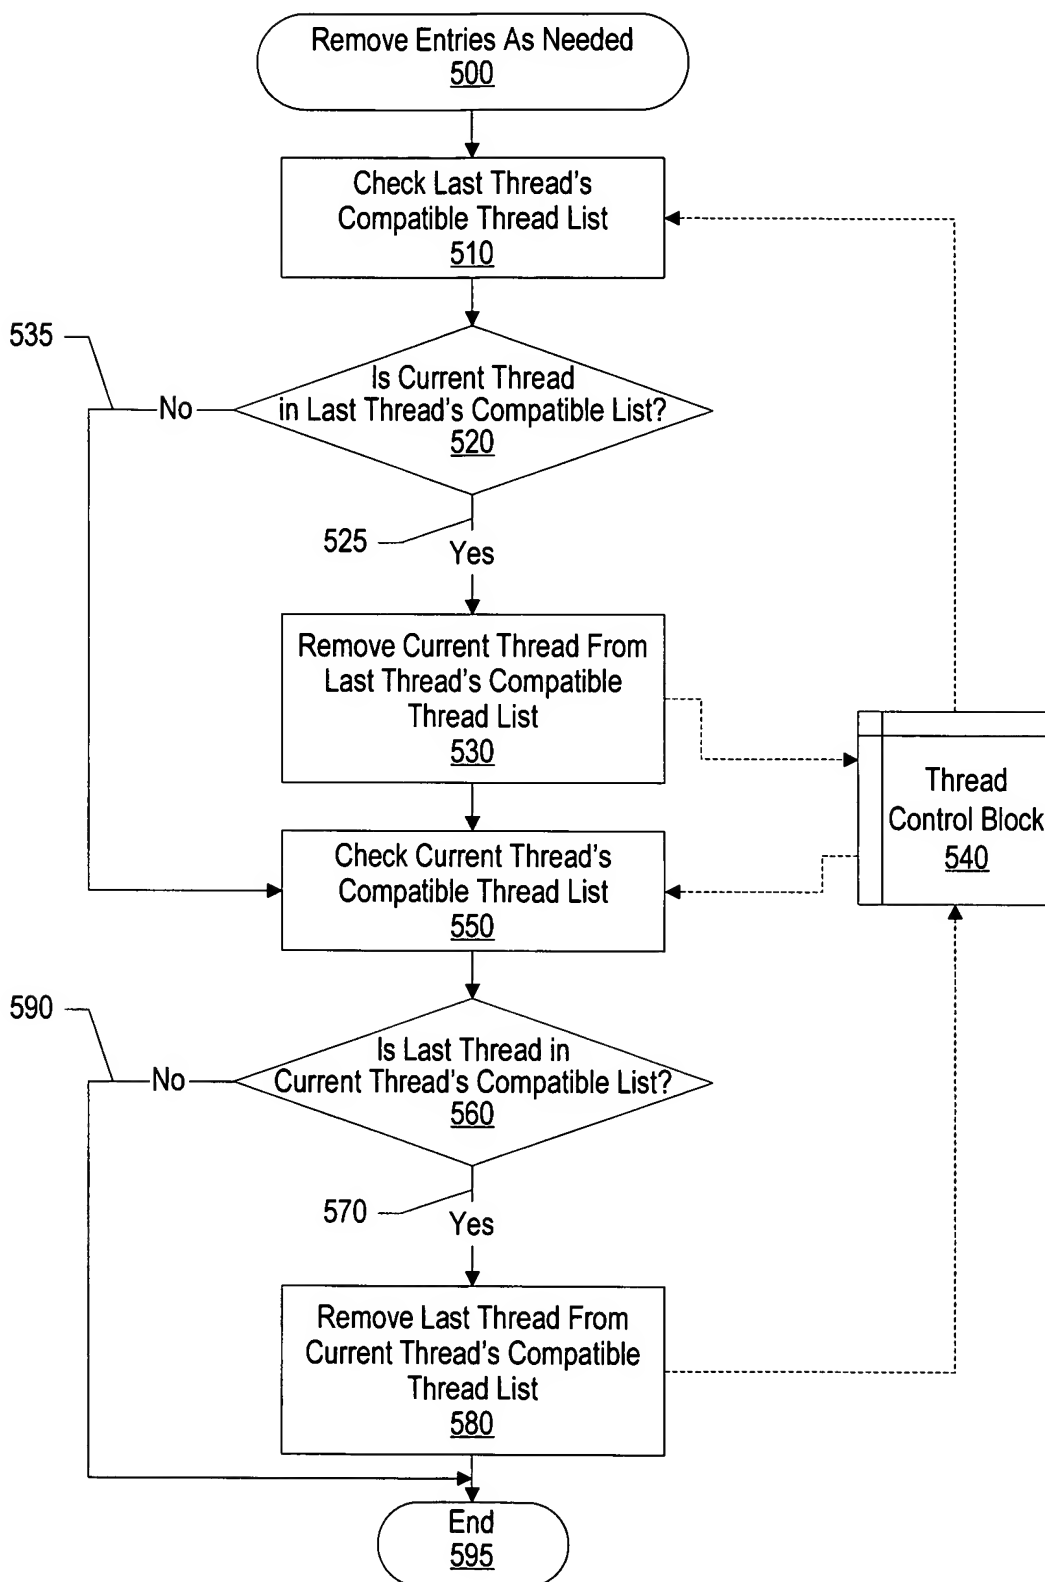 Remove Entries As Needed
500
Check Last Thread's
Compatible Thread List
510
535
Is Current Thread
No
in Last Thread's Compatible List?
520
525
Yes
Remove Current Thread From
Last Thread's Compatible
Thread List
530
Thread
Control Block
540
Check Current Thread's
Compatible Thread List
550
590
Is Last Thread in
No
Current Thread's Compatible List?
560
570
Yes
Remove Last Thread From
Current Thread's Compatible
Thread List
580
End
595